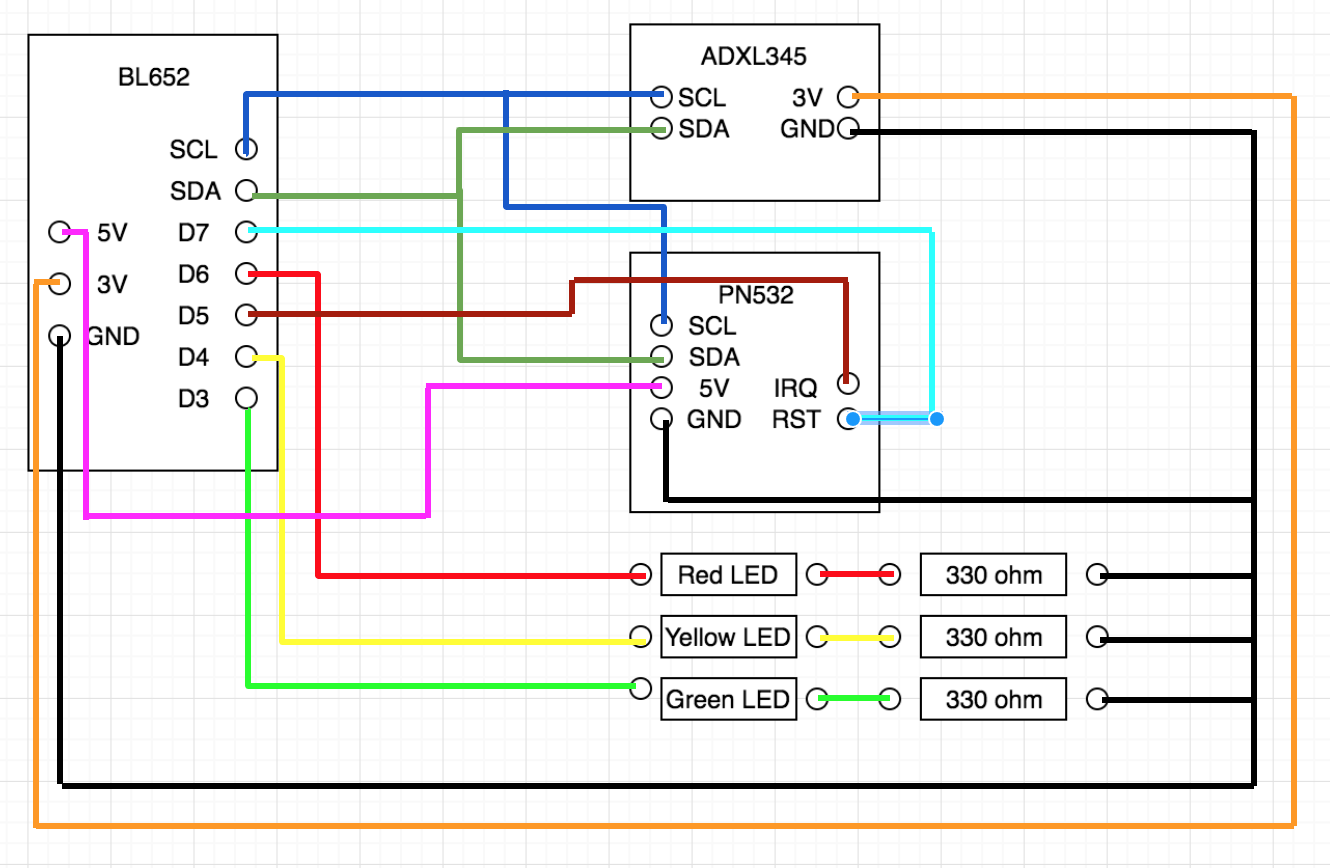 BL652
SCL
SDA
5V D7
3V D6
D5
GND
D4
D3
ADXL345
SCL 3V
SDA GND
PN532
SCL
SDA
5V IRQ
GND RST
Red LED 330 ohm
Yellow LED 330 ohm
Green LED 330 ohm